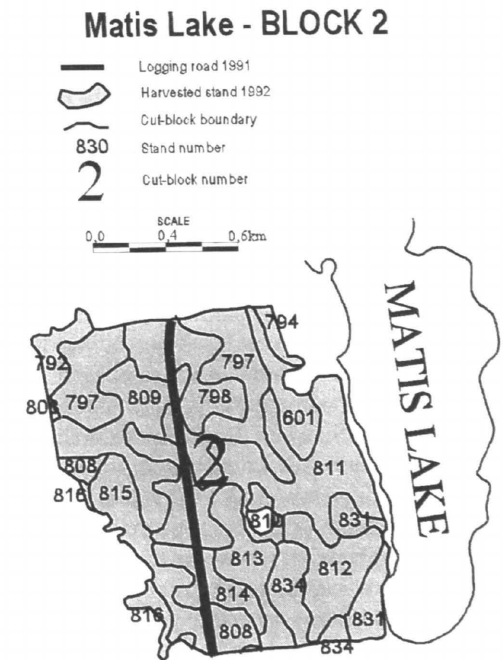 Matis Lake - BLOCK 2
Logging road 1991
Harvested stand 1992
Cut-block boundary
830 Stand number
2 Cut-block number
SCALE
0,0 0,4 0,6km
794
792 797
797 809 798
601
MATIS LAKE
2
811
808
816 815
831
813 812
834
814
816 831
808
834